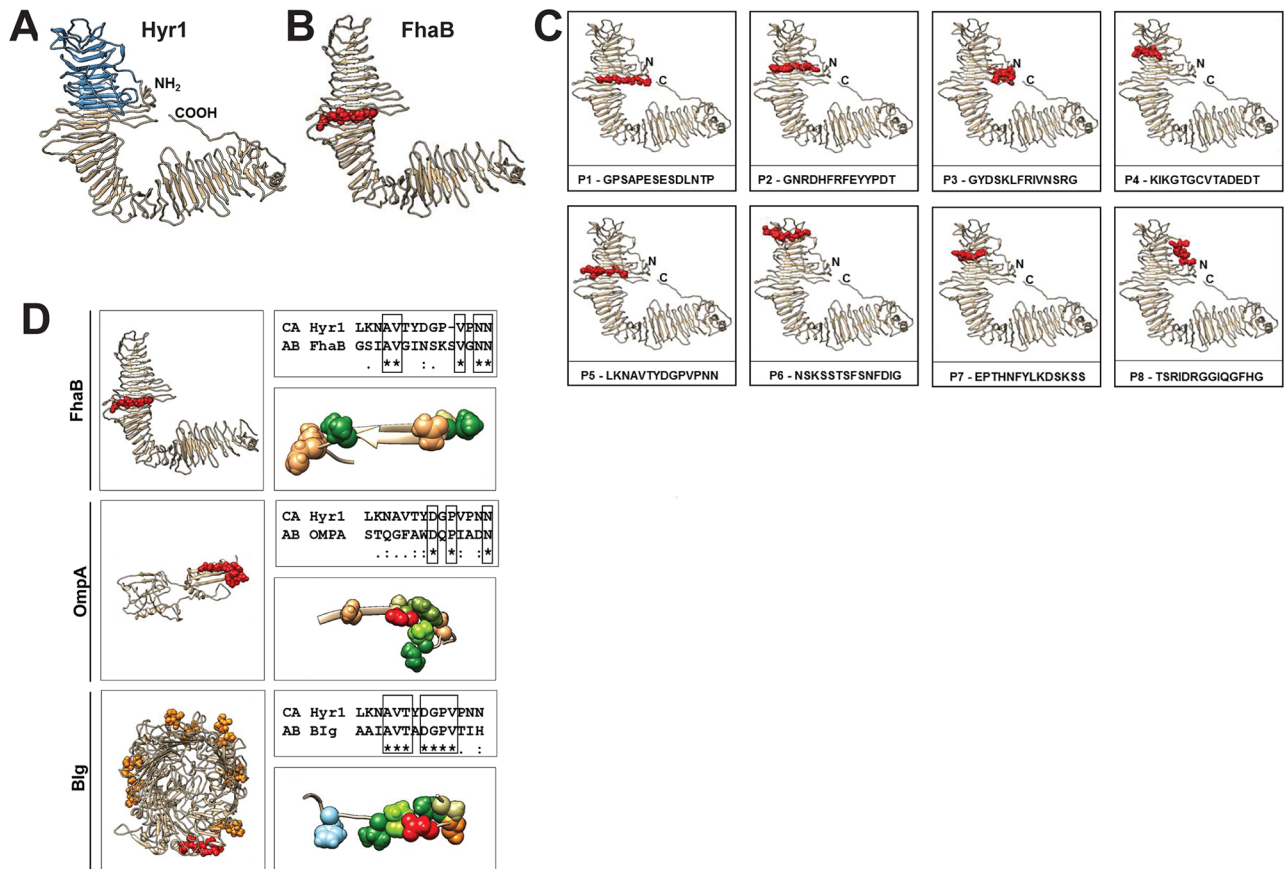 A
Hyr1
NH2
COOH
B
FhaB
C
N
C
P1 - GPSAPESESDLNTP
N
C
P2 - GNRDHFRFEYYPDT
N
C
P3 - GYDSKLFRIVNSRG
N
C
P4 - KIKGTGCVTADEDT
N
C
P5 - LKNAVTYDGPVPNN
N
C
P6 - NSKSSTSFSNFDIG
N
C
P7 - EPTHNFYLKDSKSS
N
C
P8 - TSRIDRGGIQGFHG
D
FhaB
CA Hyr1 LKNAVTYDGP-VPNN
AB FhaB GSIAVGINSKSVGNN
. ** :. * **
OmpA
CA Hyr1 LKNAVTYDGPVPNN
AB OMPA STQGFAWDQPIADN
.:..::* *: :*
BIg
CA Hyr1 LKNAVTYDGPVPNN
AB BIg AAIAVTADGPVTIH
*** ****. :